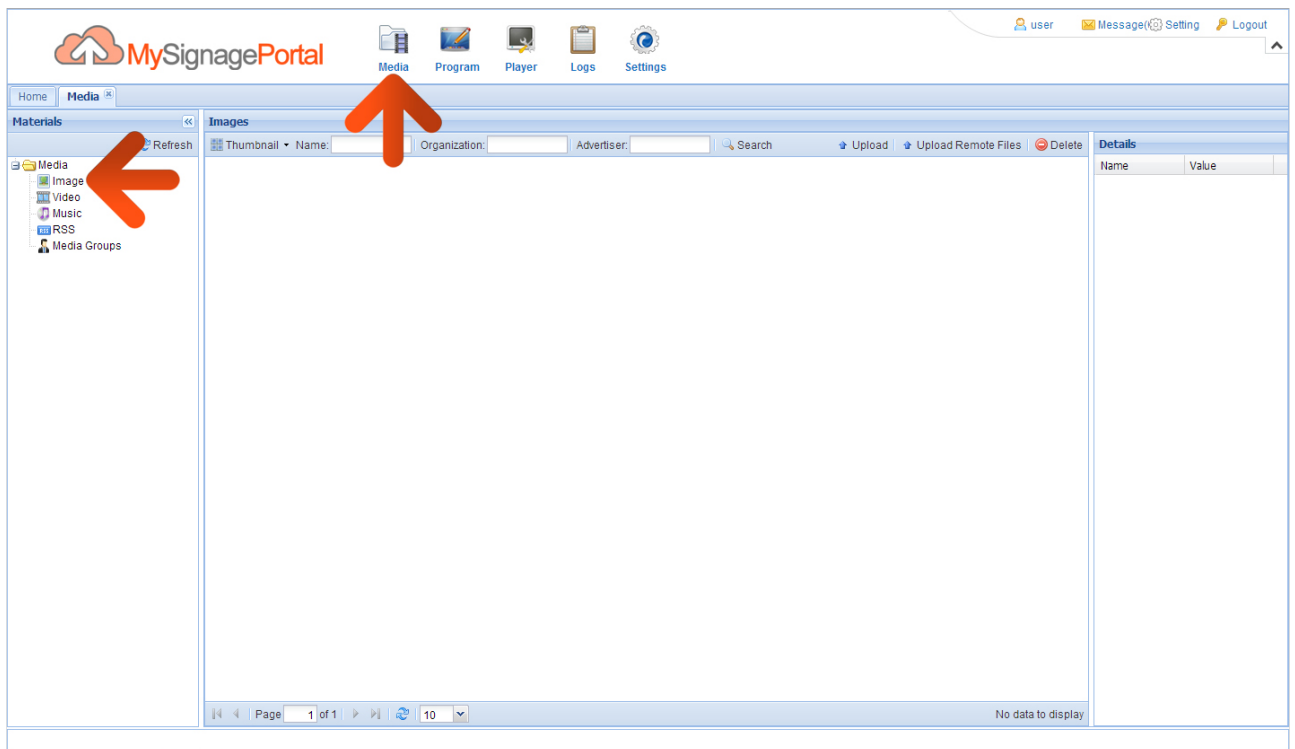 user Message( Setting Logout
MySignagePortal
Media Program Player Logs Settings
Home Media
Materials
Refresh
Media
Image
Video
Music
RSS
Media Groups
Images
Thumbnail Name: Organization: Advertiser: Search Upload Upload Remote Files Delete
Page 1 of 1 10 No data to display
Details
Name Value